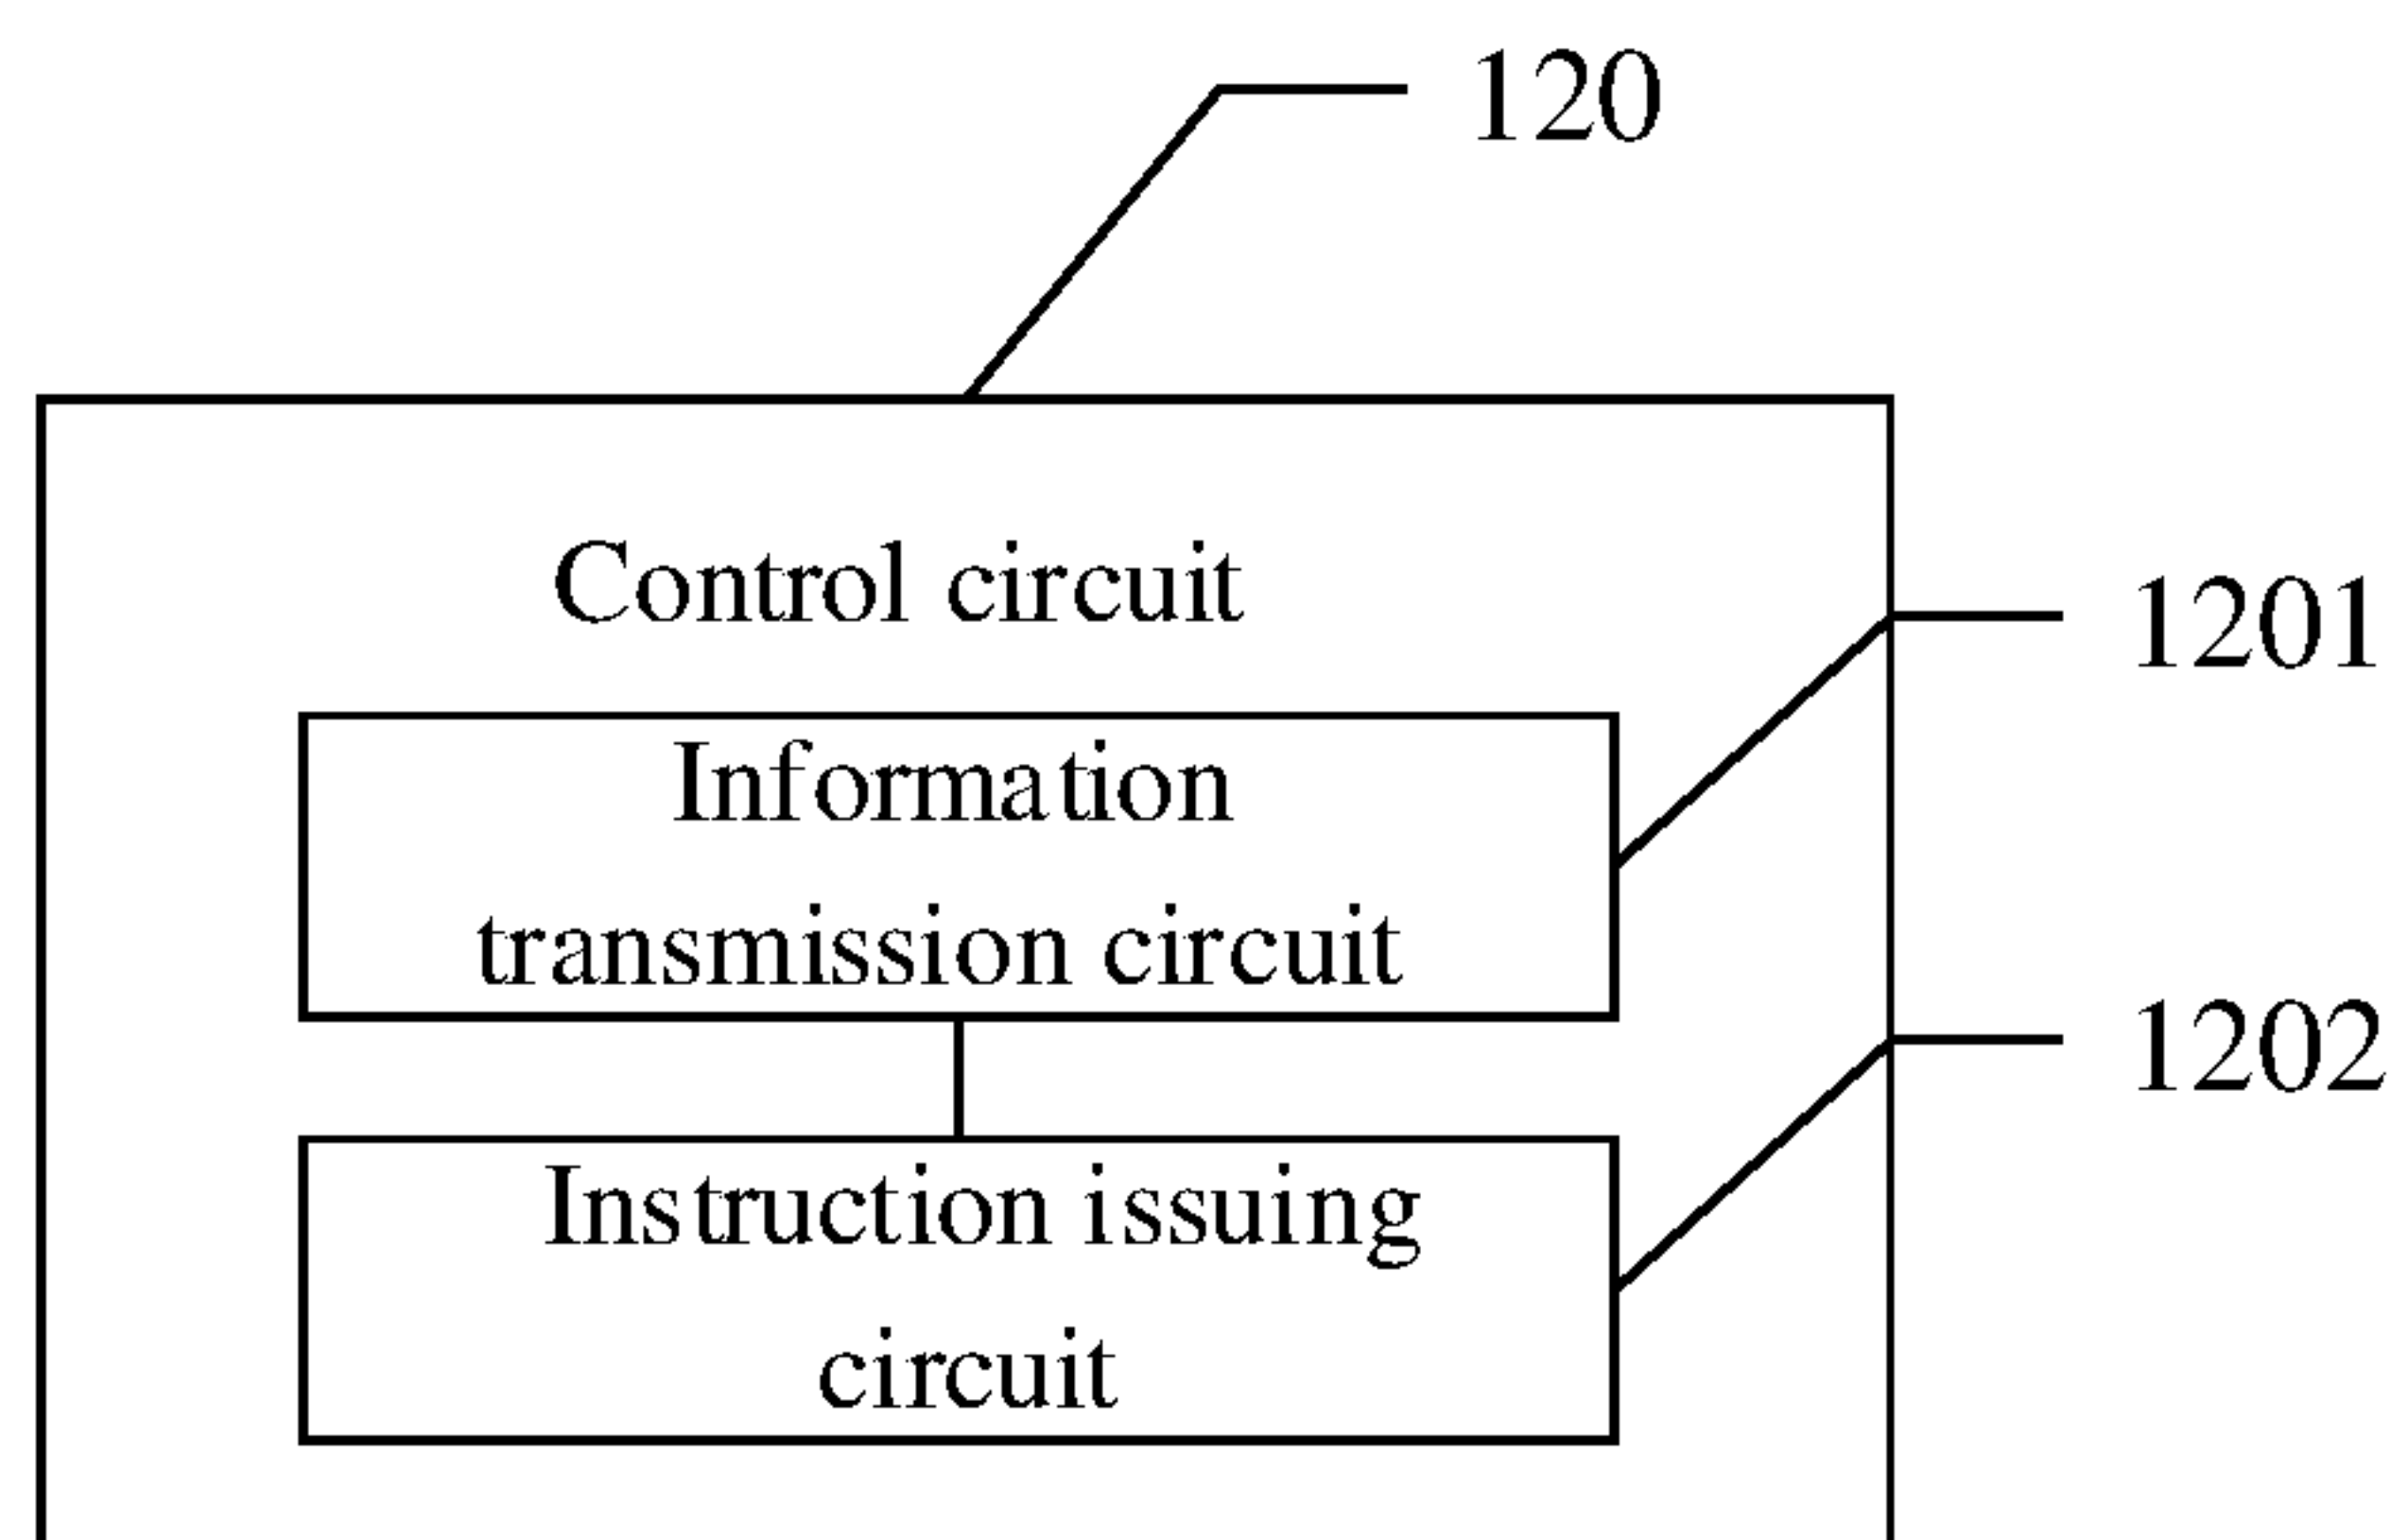 120
Control circuit
1201
Information
transmission circuit
1202
Instruction issuing
circuit